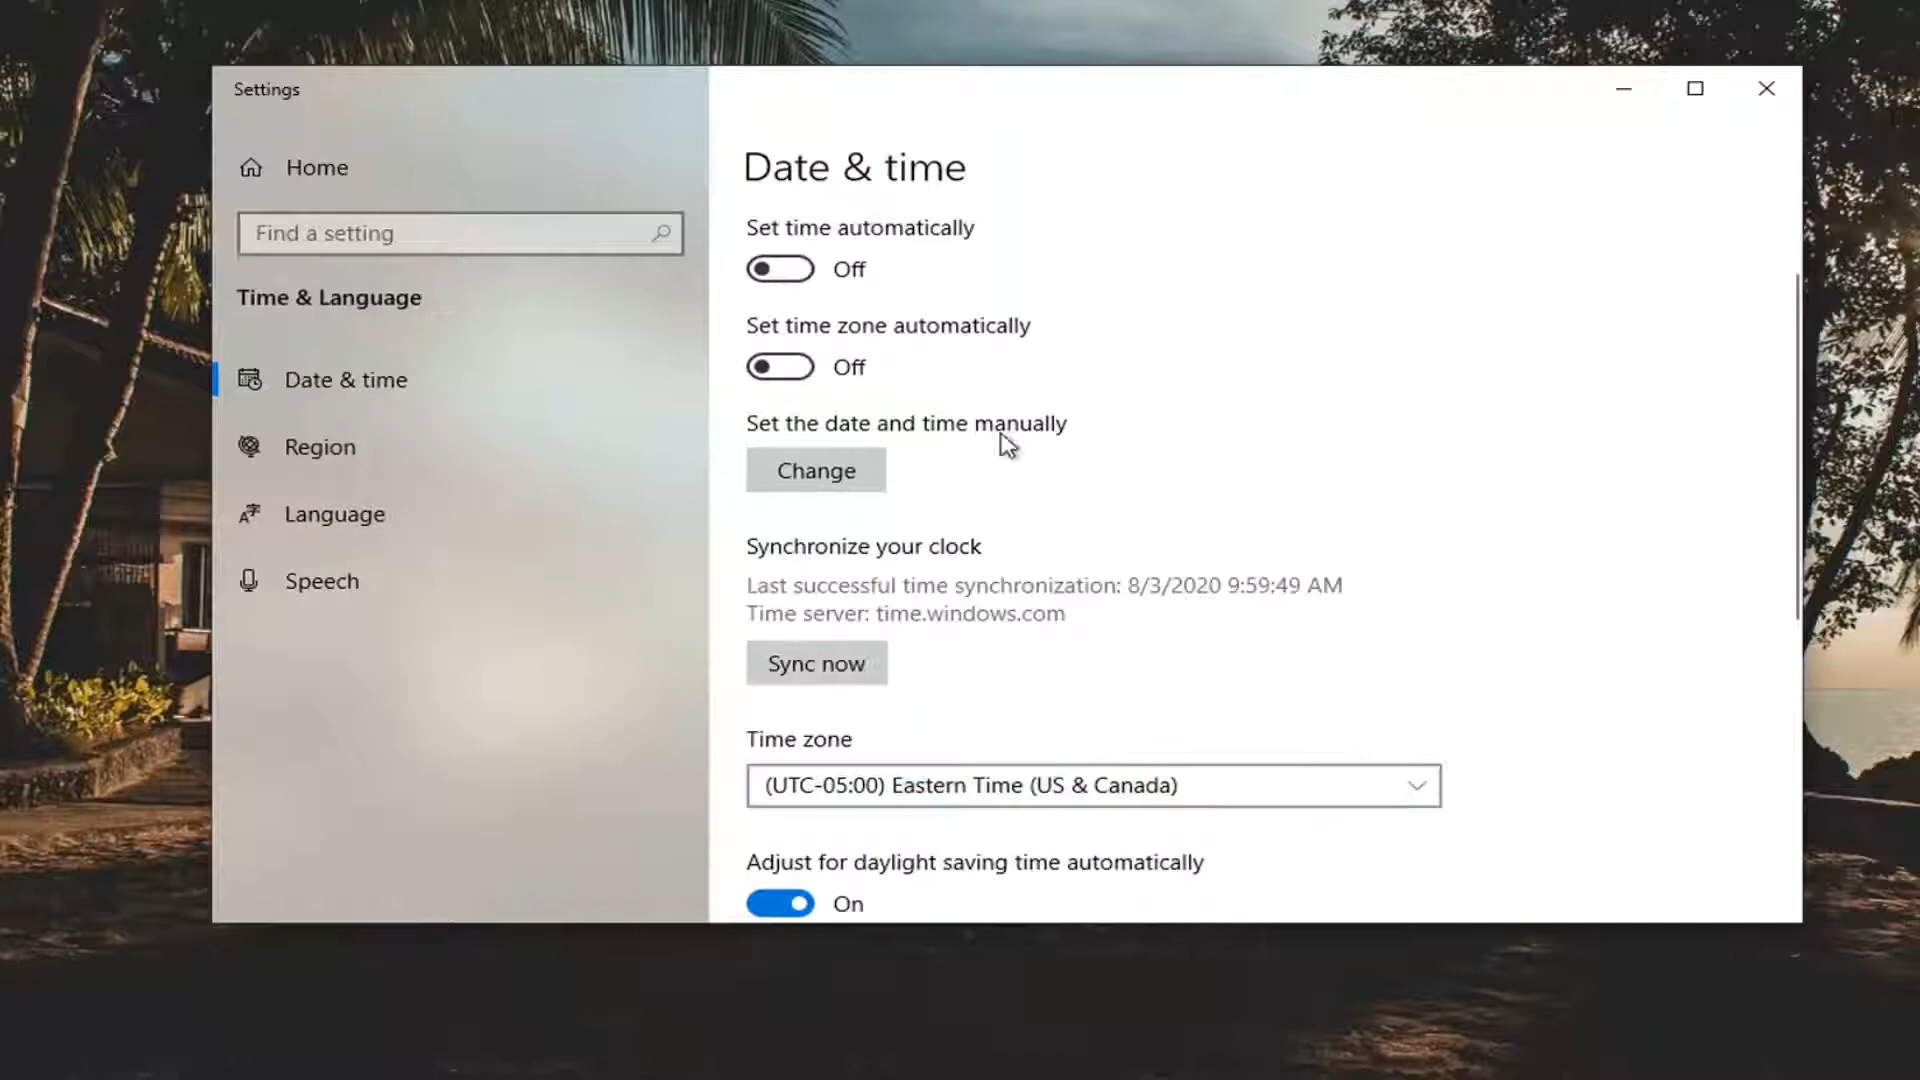 Settings
Home
Find a setting
Time & Language
Date & time
Region
Language
Speech
Date & time
Set time automatically
Off
Set time zone automatically
Off
Set the date and time manually
Change
Synchronize your clock
Last successful time synchronization: 8/3/2020 9:59:49 AM
Time server: time.windows.com
Sync now
Time zone
(UTC-05:00) Eastern Time (US & Canada)
Adjust for daylight saving time automatically
On